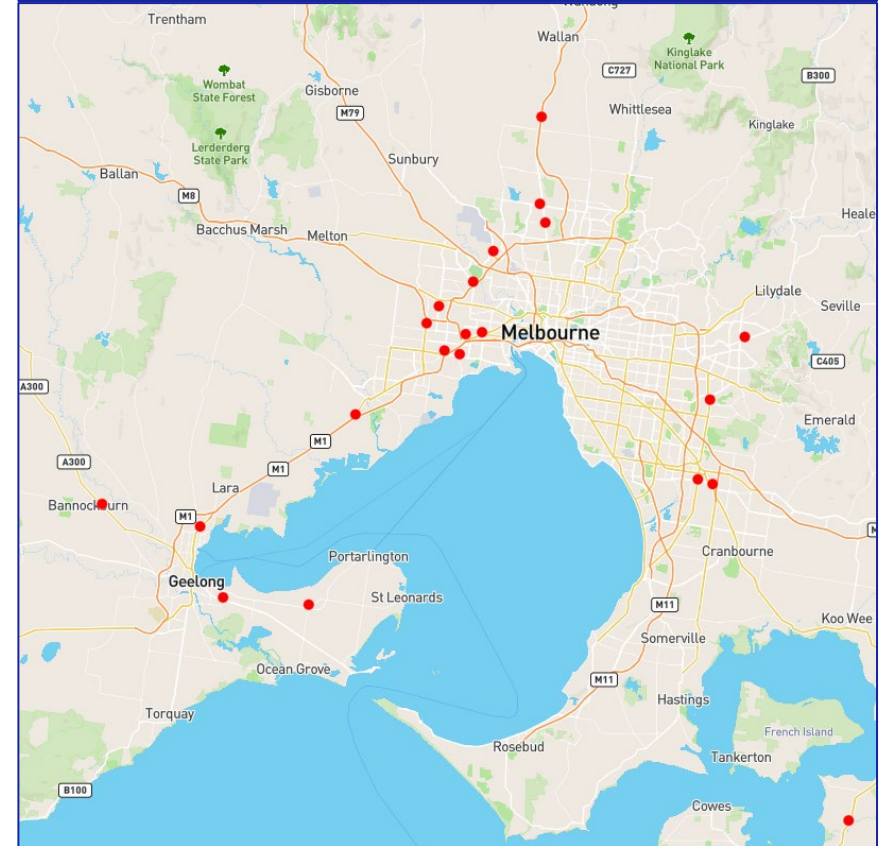 Trentham
Wallan
Kinglake
National Park
C727
B300
Wombat
State Forest
Gisborne
M79
Whittlesea
Kinglake
Lerderderg
State Park
Sunbury
Ballan
M8
Bacchus Marsh
Melton
Heale
Lilydale
Seville
Melbourne
C405
A300
Emerald
M1
A300
M1
Lara
Bannockburn
M1
M
Cranbourne
Portarlington
Geelong
St Leonards
M11
Koo Wee
Somerville
Ocean Grove
M11
Hastings
Torquay
French Island
Rosebud
Tankerton
B100
Cowes